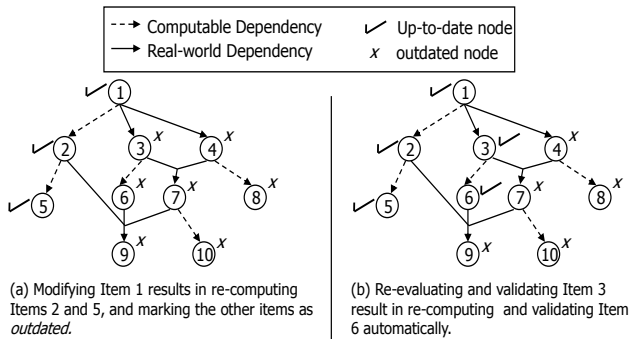 Computable Dependency
Up-to-date node
Real-world Dependency
x outdated node
1
2
3 x
4 x
5
6 x
7 x
8 x
9 x
10 x
(a) Modifying Item 1 results in re-computing
Items 2 and 5, and marking the other items as
outdated.
1
2
3
4 x
5
6
7 x
8 x
9 x
10 x
(b) Re-evaluating and validating Item 3
result in re-computing and validating Item
6 automatically.